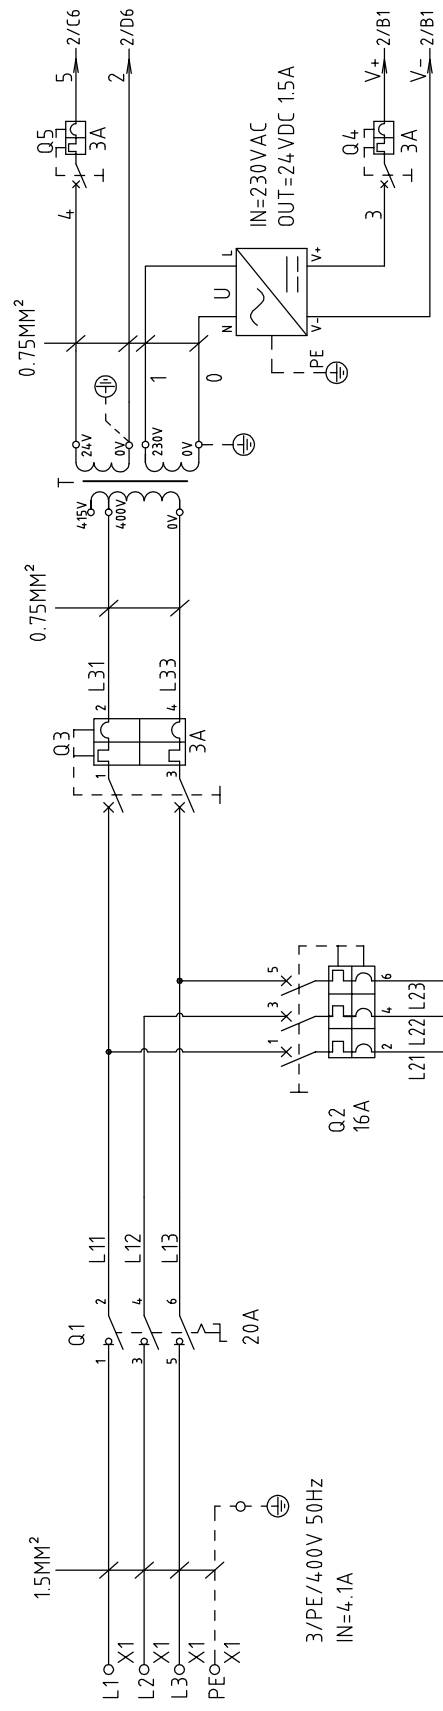 L1
X1
L2
X1
L3
X1
PE
X1
1.5MM²
3/PE/400V 50Hz
IN=4.1A
Q1
1
2
3
4
5
6
20A
L11
L12
L13
Q2
16A
1
3
5
2
4
6
L21
L22
L23
Q3
1
2
3
4
3A
L31
L33
0.75MM²
T
415V
400V
0V
24V
0V
230V
0V
0.75MM²
1
0
U
N
L
V-
V+
PE
IN=230VAC
OUT=24VDC 1.5A
4
Q5
3A
5
2/C6
2
2/D6
3
Q4
3A
V+
2/B1
V-
2/B1